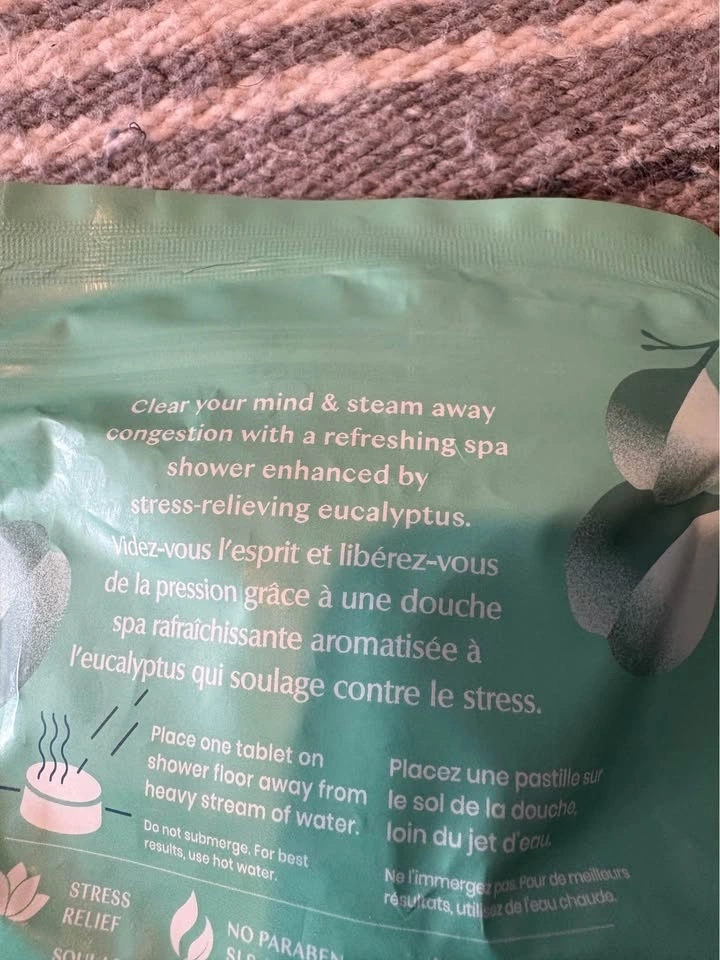 Clear your mind & steam away
congestion with a refreshing spa
shower enhanced by
stress-relieving eucalyptus.
Videz-vous l'esprit et libérez-vous
de la pression grâce à une douche
spa rafraîchissante aromatisée à
l'eucalyptus qui soulage contre le stress.
Place one tablet on
shower floor away from
heavy stream of water.
Do not submerge. For best
results, use hot water.
Placez une pastille sur
le sol de la douche,
loin du jet d'eau.
Ne l'immergez pas. Pour de meilleurs
résultats, utilisez de l'eau chaude.
STRESS
RELIEF
NO PARABEN